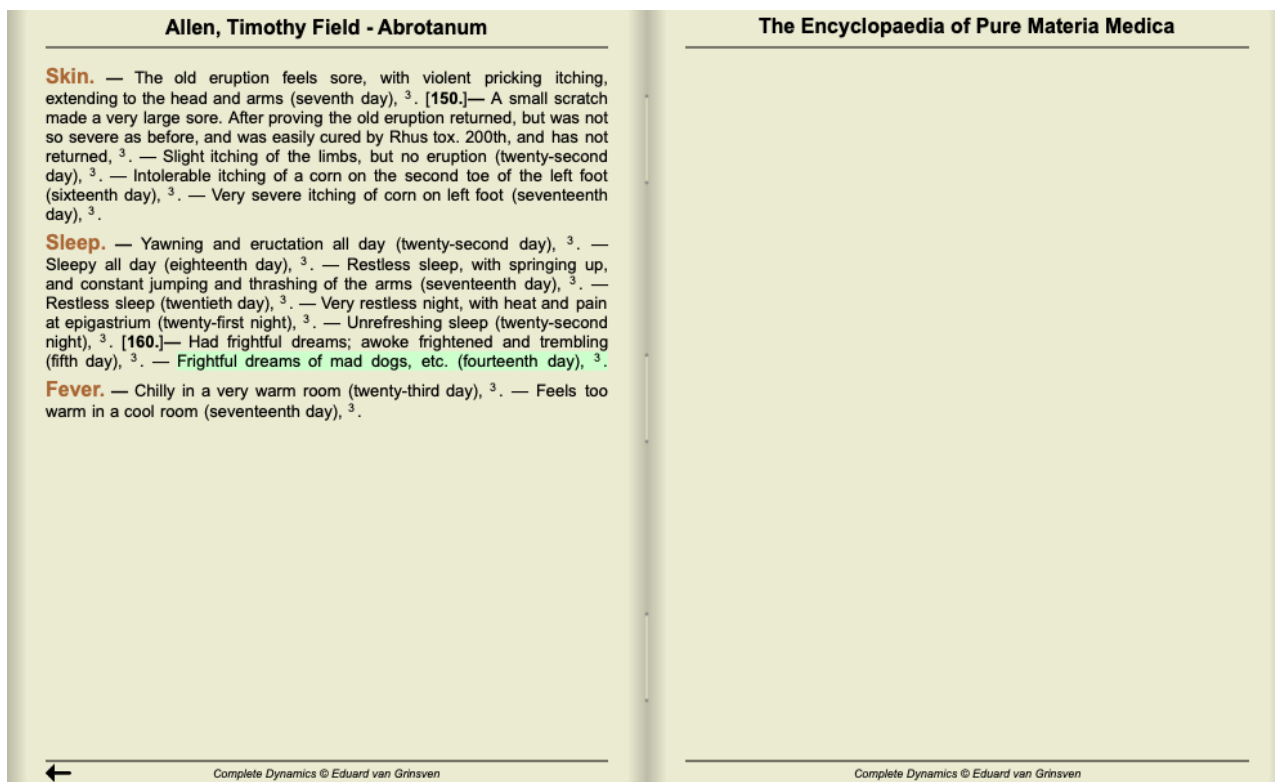 Allen, Timothy Field - Abrotanum
Skin. — The old eruption feels sore, with violent pricking itching,
extending to the head and arms (seventh day), ³. [150.]— A small scratch
made a very large sore. After proving the old eruption returned, but was not
so severe as before, and was easily cured by Rhus tox. 200th, and has not
returned, ³. — Slight itching of the limbs, but no eruption (twenty-second
day), ³. — Intolerable itching of a corn on the second toe of the left foot
(sixteenth day), ³. — Very severe itching of corn on left foot (seventeenth
day), ³.
Sleep. — Yawning and eructation all day (twenty-second day), ³. —
Sleepy all day (eighteenth day), ³. — Restless sleep, with springing up,
and constant jumping and thrashing of the arms (seventeenth day), ³. —
Restless sleep (twentieth day), ³. — Very restless night, with heat and pain
at epigastrium (twenty-first night), ³. — Unrefreshing sleep (twenty-second
night), ³. [160.]— Had frightful dreams; awoke frightened and trembling
(fifth day), ³. — Frightful dreams of mad dogs, etc. (fourteenth day), ³.
Fever. — Chilly in a very warm room (twenty-third day), ³. — Feels too
warm in a cool room (seventeenth day), ³.
Complete Dynamics © Eduard van Grinsven
The Encyclopaedia of Pure Materia Medica
Complete Dynamics © Eduard van Grinsven